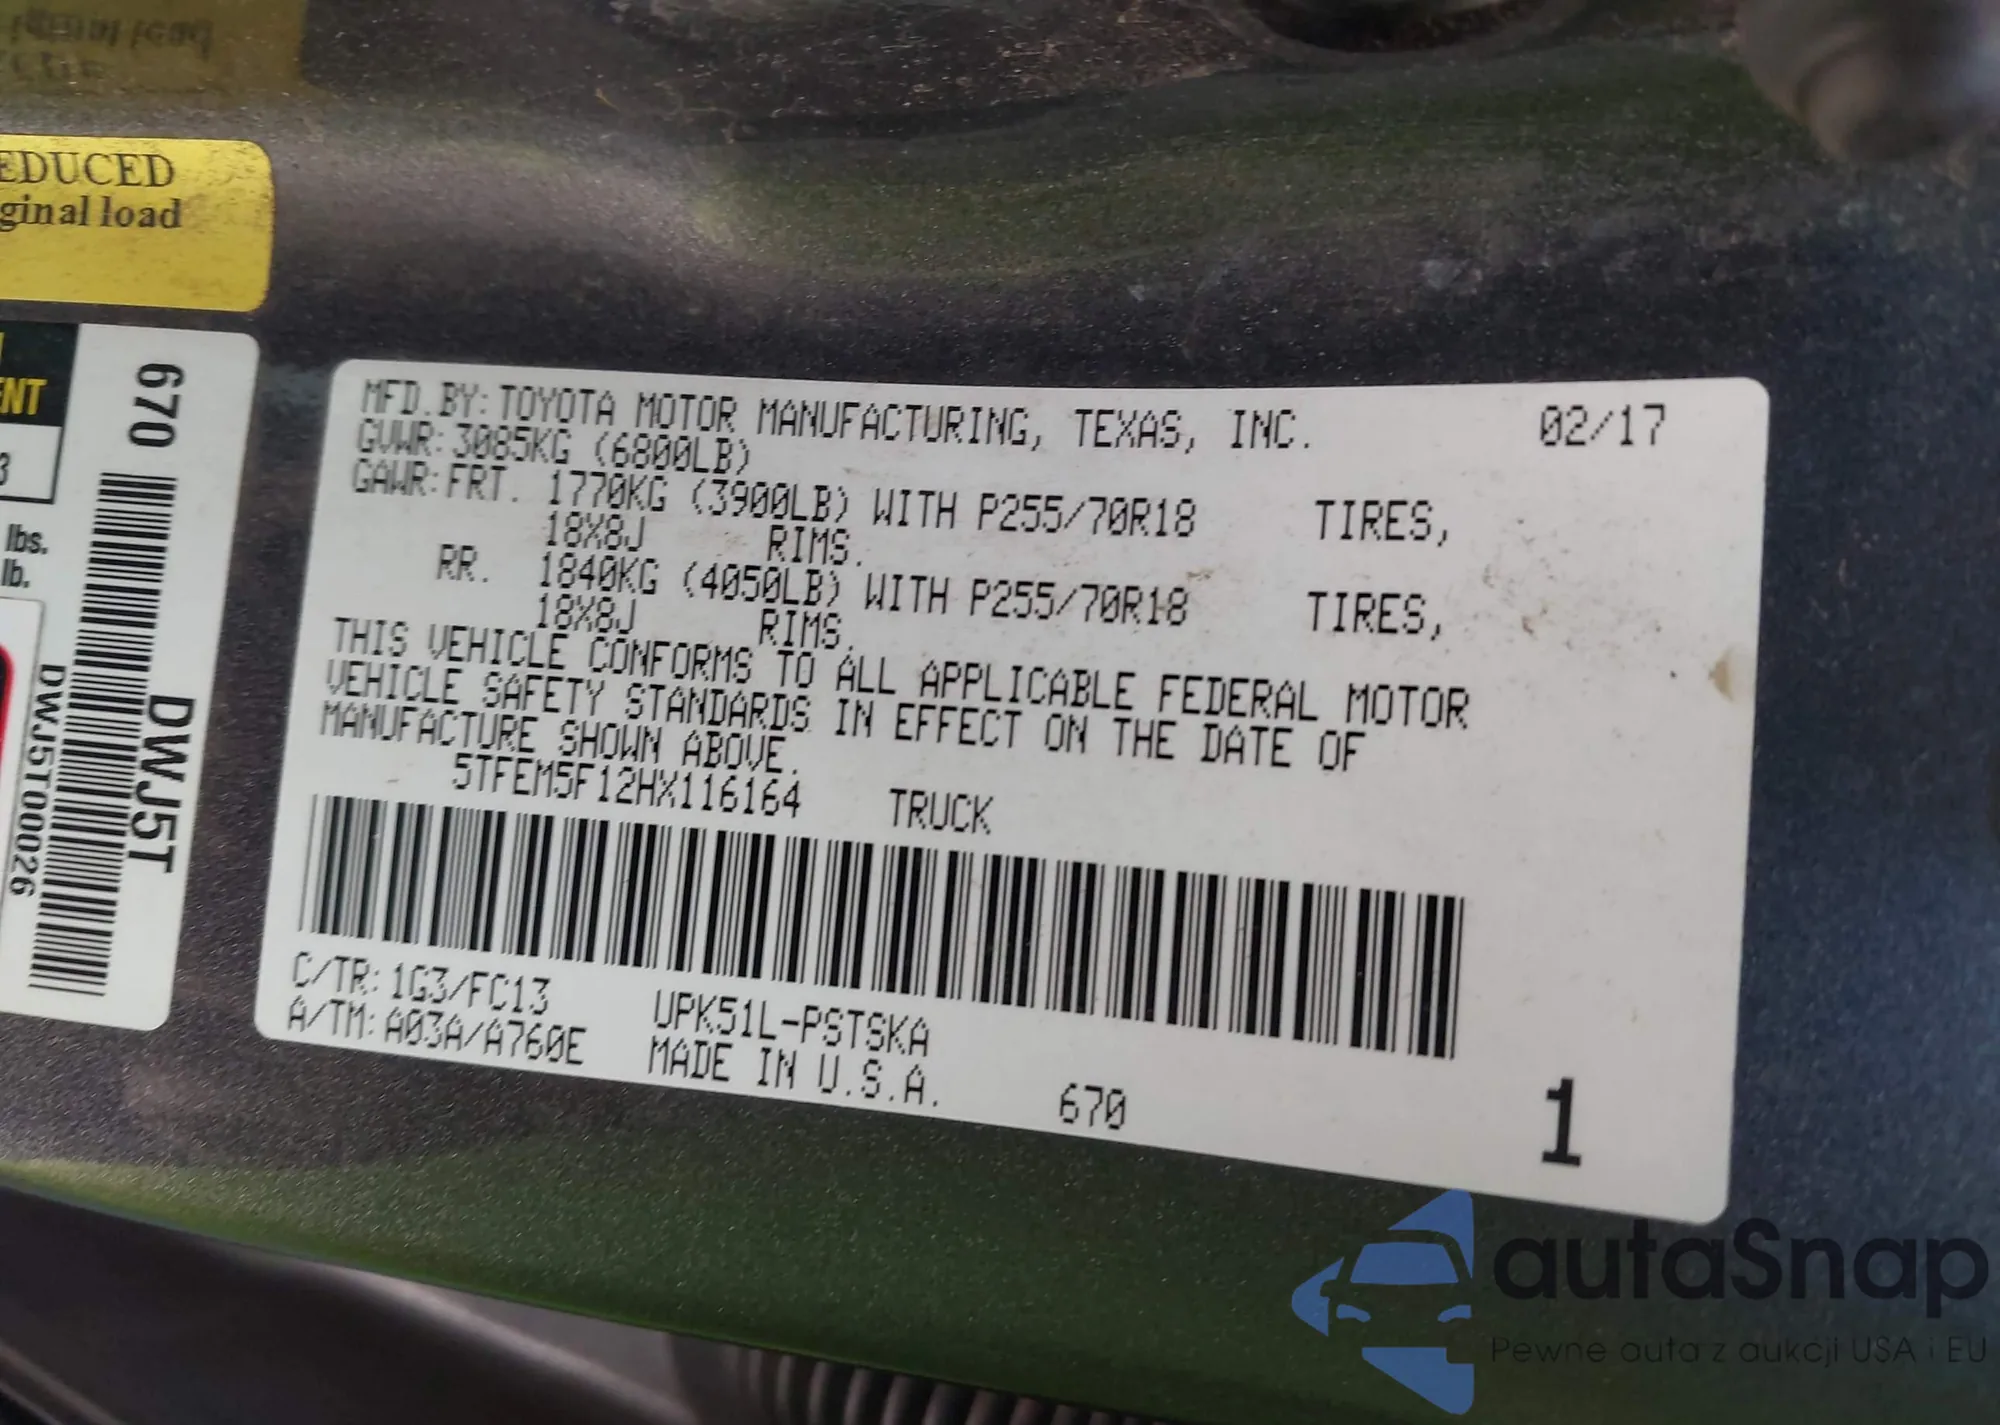 EDUCED
ginal load
ENT
3
lbs.
lb.
670
DWJ5T
DWJ5T00026
MFD.BY:TOYOTA MOTOR MANUFACTURING, TEXAS, INC. 02/17
GVWR:3085KG (6800LB)
GAWR:FRT. 1770KG (3900LB) WITH P255/70R18 TIRES,
18X8J RIMS.
RR. 1840KG (4050LB) WITH P255/70R18 TIRES,
18X8J RIMS.
THIS VEHICLE CONFORMS TO ALL APPLICABLE FEDERAL MOTOR
VEHICLE SAFETY STANDARDS IN EFFECT ON THE DATE OF
MANUFACTURE SHOWN ABOVE.
5TFEM5F12HX116164 TRUCK
C/TR:1G3/FC13 UPK51L-PSTSKA
A/TM:A03A/A760E MADE IN U.S.A. 670 1
autaSnap
Pewne auta z aukcji USA i EU